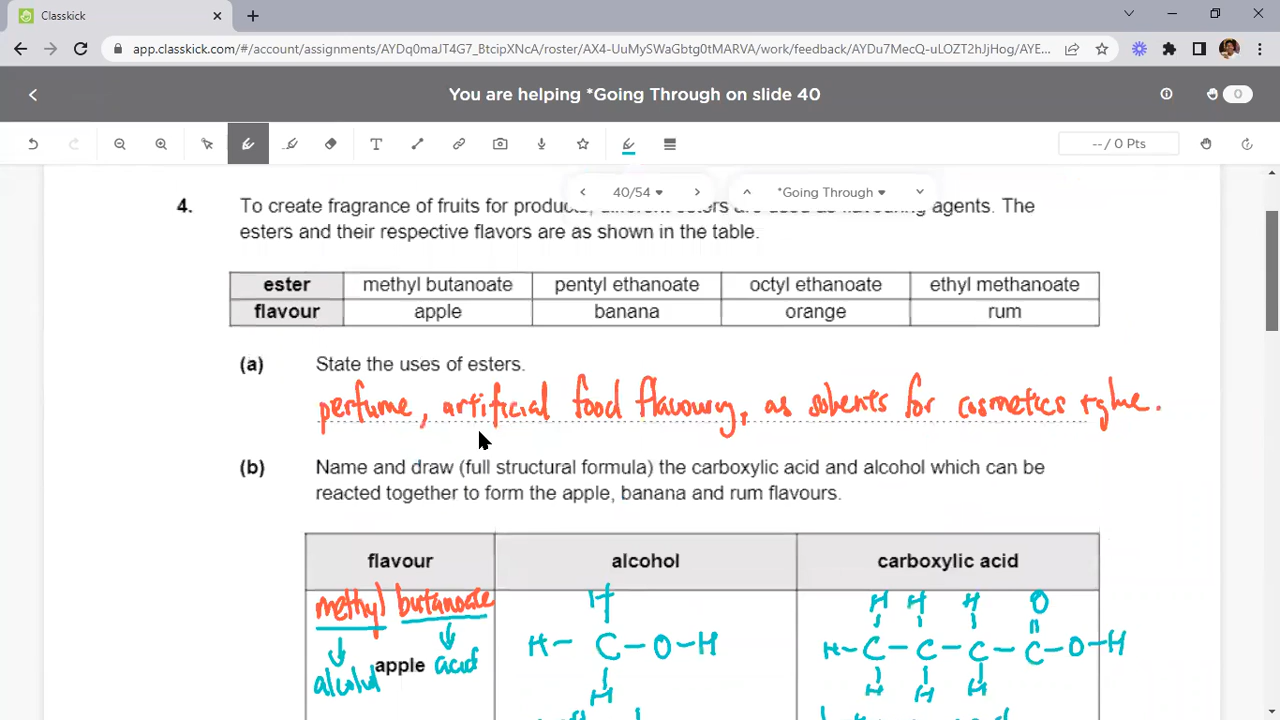 Classkick
app.classkick.com/#/account/assignments/AYDq0maJT4G7_BtcipXNrA/roster/AX4-UuMySWaGbtg0tMARVA/work/feedback/AYDu7MecQ-uLOZT2hJjHog/AYE...
You are helping *Going Through on slide 40
0
T
-- / 0 Pts
40/54
*Going Through
4. To create fragrance of fruits for products, different esters are used as flavouring agents. The
esters and their respective flavors are as shown in the table.
ester methyl butanoate pentyl ethanoate octyl ethanoate ethyl methanoate
flavour apple banana orange rum
(a) State the uses of esters.
perfume, artificial food flavoury, as solvents for cosmetics + glue.
(b) Name and draw (full structural formula) the carboxylic acid and alcohol which can be
reacted together to form the apple, banana and rum flavours.
flavour alcohol carboxylic acid
methyl butanoate
H H H H O
H - C - O - H H - C - C - C - C - O - H
apple
alcohol acid
H H H H